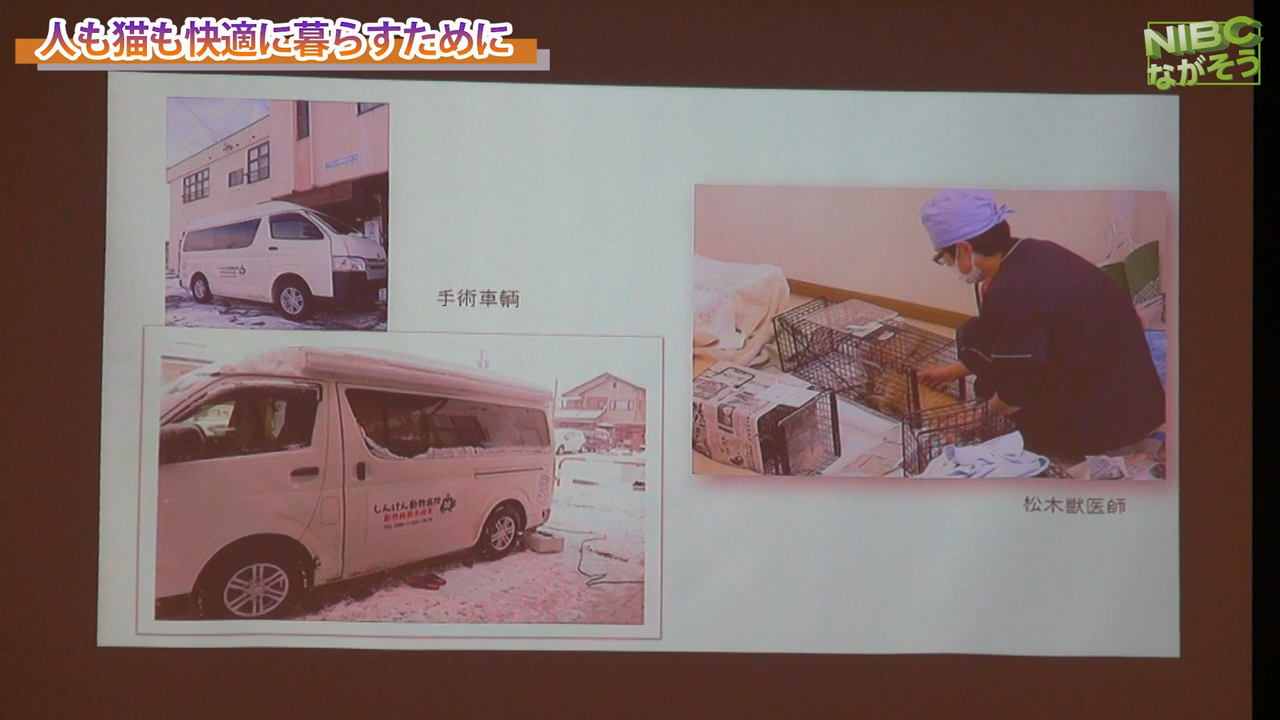 人も猫も快適に暮らすために
NIBC
ながそう
手術車輌
しんけん動物病院
松木獣医師